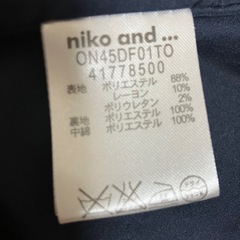 niko and ...
ON45DF01TO
41778500
表地 ポリエステル 88%
レーヨン 10%
ポリウレタン 2%
裏地 ポリエステル
中綿 ポリエステル